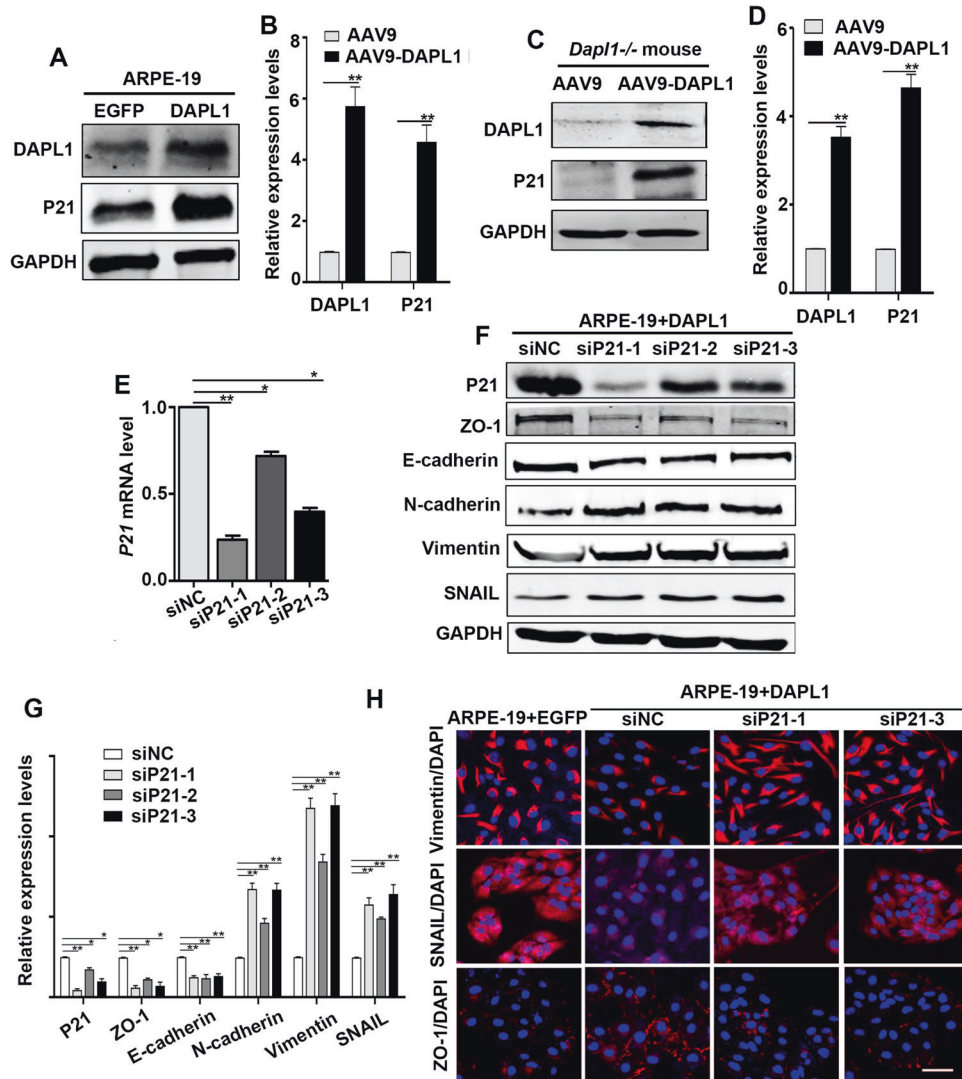 A
ARPE-19
EGFP DAPL1
DAPL1
P21
GAPDH
B
AAV9
AAV9-DAPL1
Relative expression levels
8
6
4
2
0
**
**
DAPL1 P21
C
Dapl1-/- mouse
AAV9 AAV9-DAPL1
DAPL1
P21
GAPDH
D
AAV9
AAV9-DAPL1
Relative expression levels
6
4
2
0
**
**
DAPL1 P21
E
P21 mRNA level
1.0
0.5
0.0
*
*
**
siNC
siP21-1
siP21-2
siP21-3
F
ARPE-19+DAPL1
siNC siP21-1 siP21-2 siP21-3
P21
ZO-1
E-cadherin
N-cadherin
Vimentin
SNAIL
GAPDH
G
siNC
siP21-1
siP21-2
siP21-3
Relative expression levels
** * *
** * *
** ** **
** ** **
** ** **
** ** **
P21
ZO-1
E-cadherin
N-cadherin
Vimentin
SNAIL
H
ARPE-19+DAPL1
ARPE-19+EGFP siNC siP21-1 siP21-3
Vimentin/DAPI
SNAIL/DAPI
ZO-1/DAPI